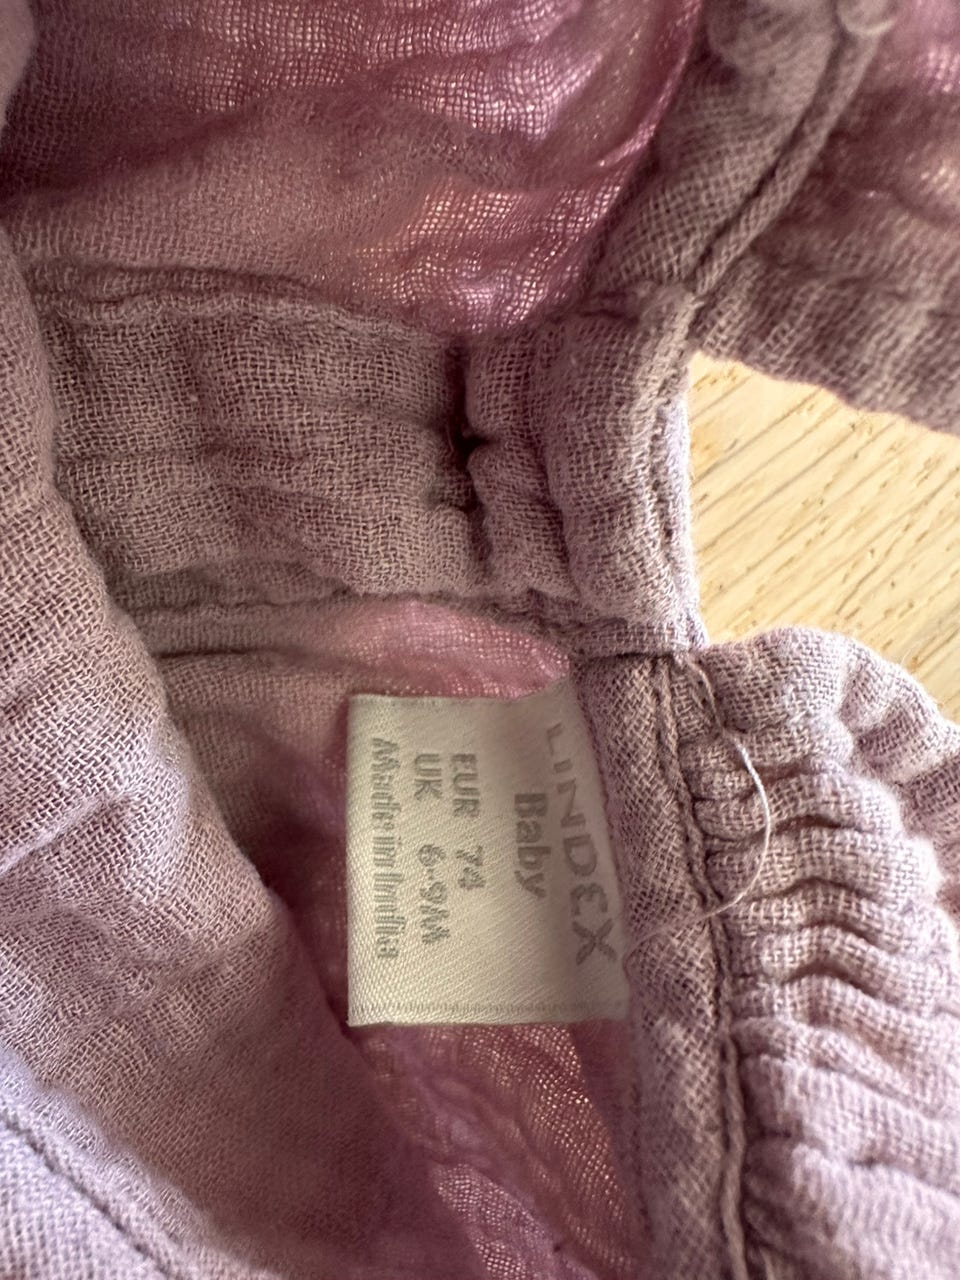 LINDEX
Baby
EUR 74
UK 6-9M
Made in India